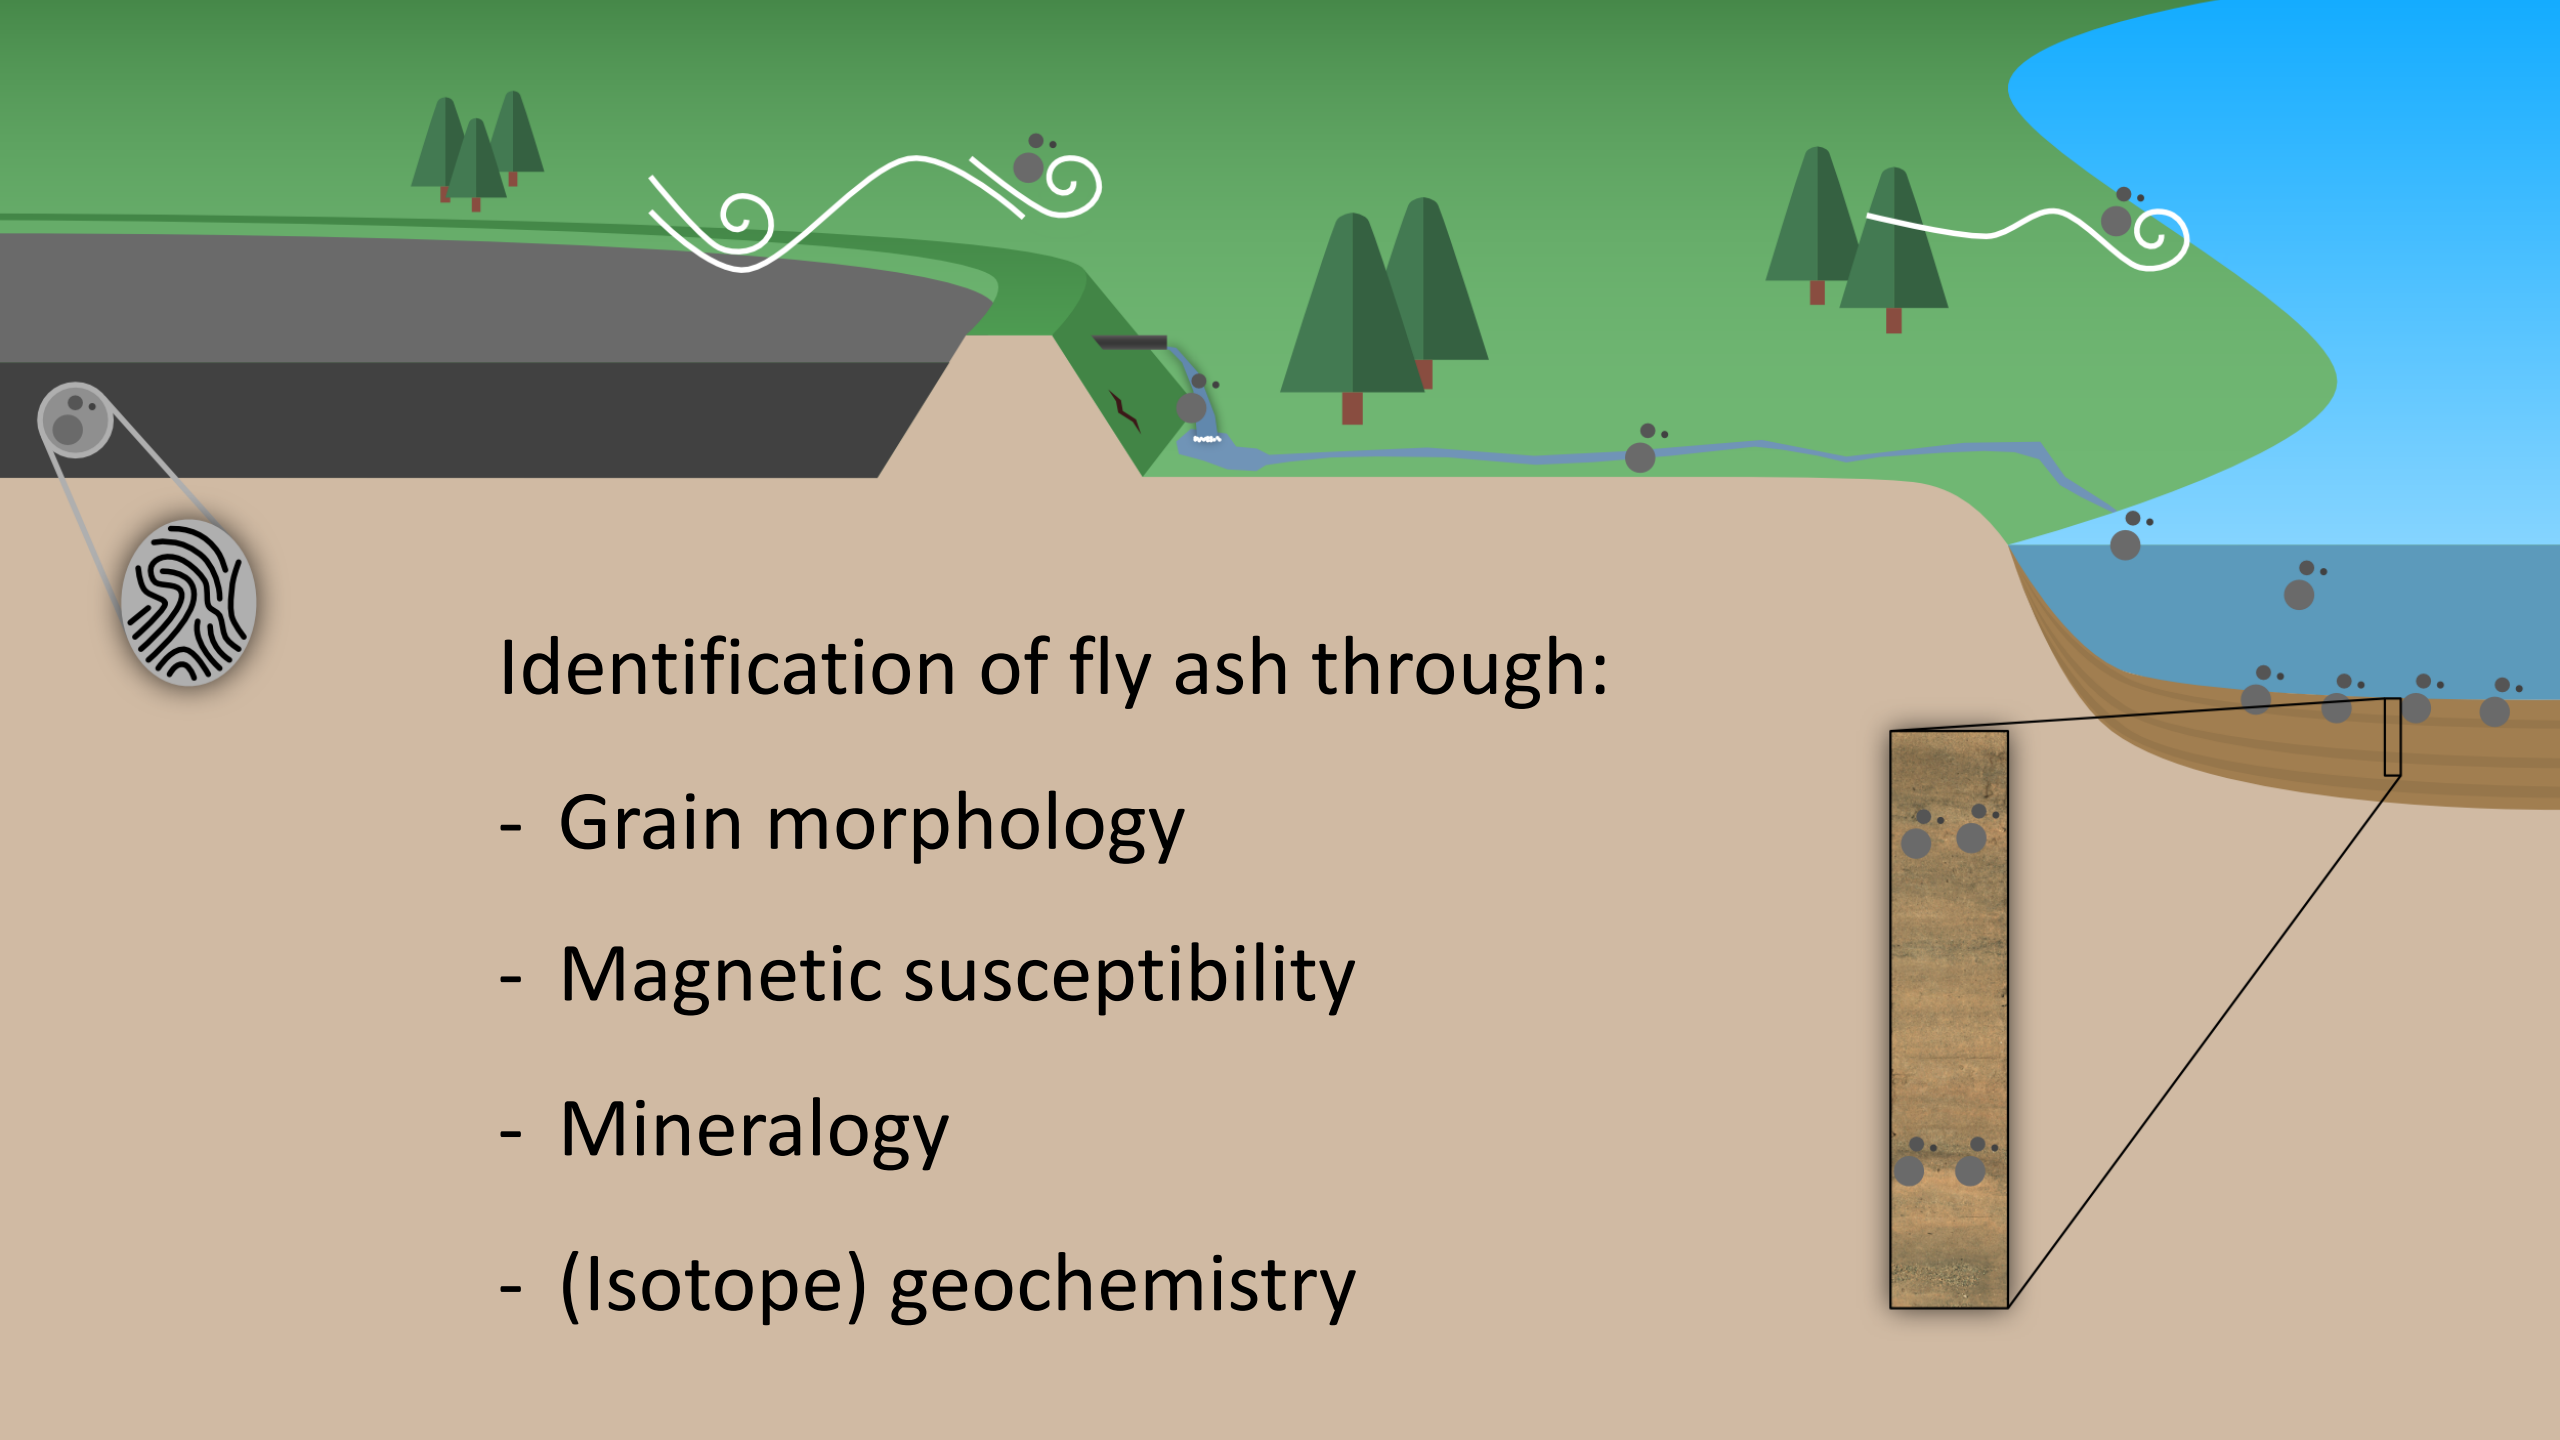 Identification of fly ash through:
- Grain morphology
- Magnetic susceptibility
- Mineralogy
- (Isotope) geochemistry